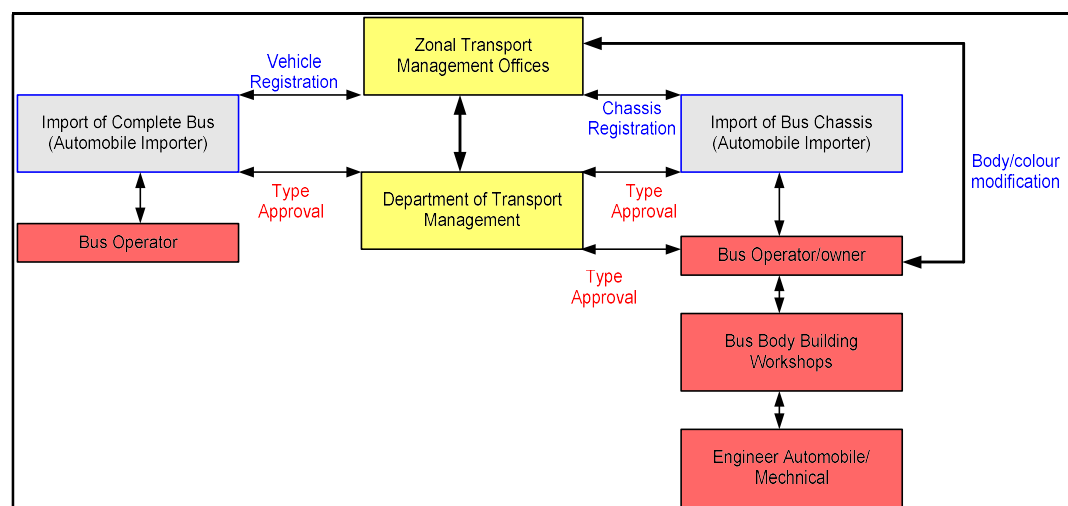 Zonal Transport
Management Offices
Vehicle
Registration
Chassis
Registration
Import of Complete Bus
(Automobile Importer)
Import of Bus Chassis
(Automobile Importer)
Body/colour
modification
Type
Approval
Department of Transport
Management
Type
Approval
Bus Operator
Bus Operator/owner
Type
Approval
Bus Body Building
Workshops
Engineer Automobile/
Mechnical